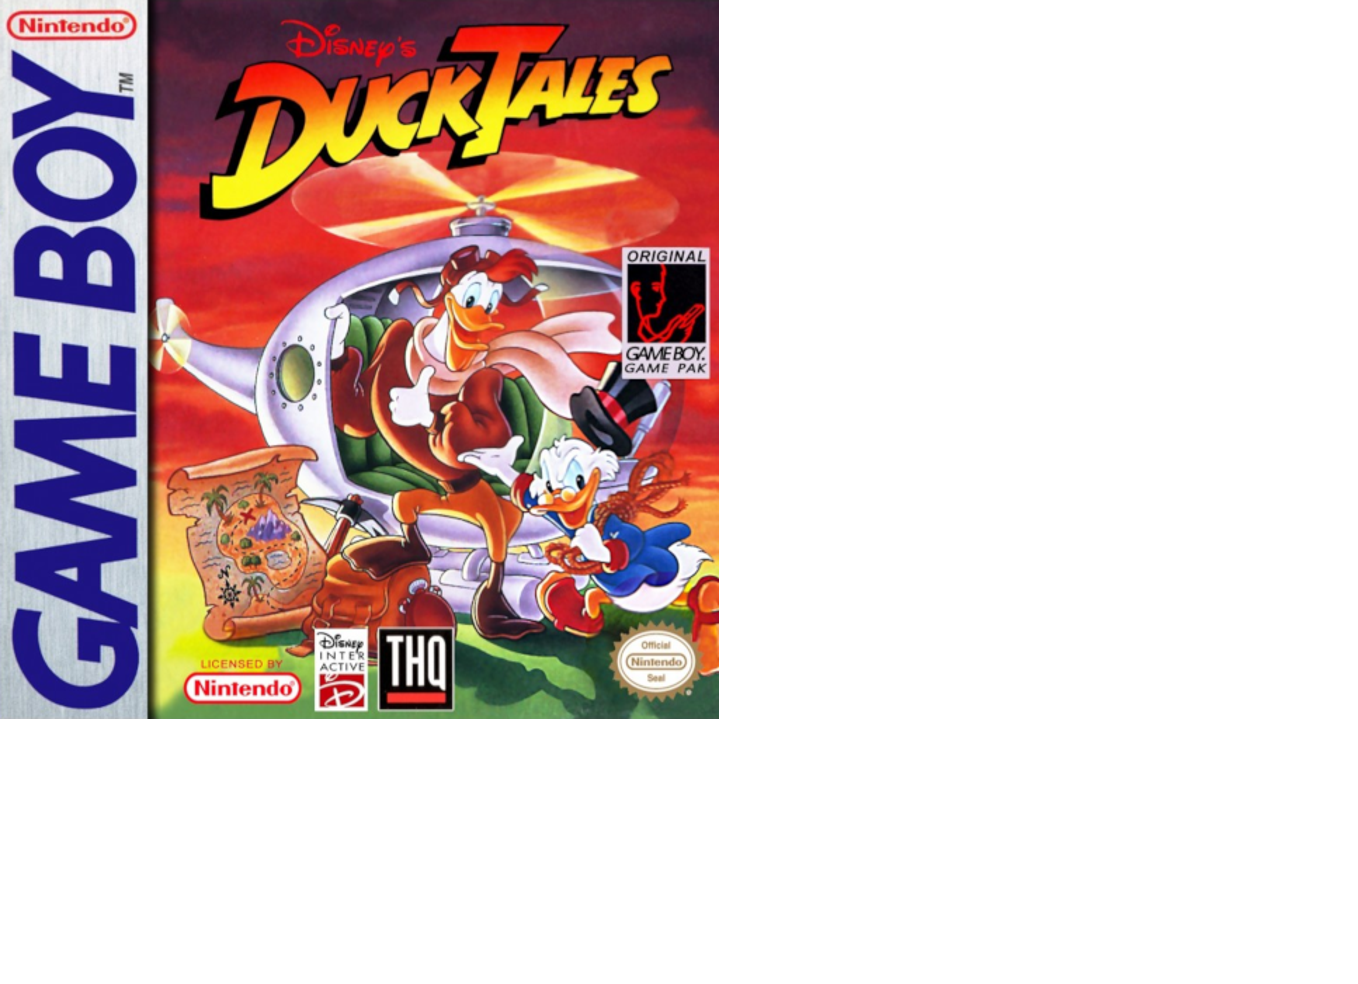 Nintendo®
GAME BOY
TM
DISNEY'S
DUCKTALES
ORIGINAL
GAME BOY.
GAME PAK
N
LICENSED BY
Nintendo®
DISNEY
INTER
ACTIVE
D
THQ
Official
Nintendo
Seal
®